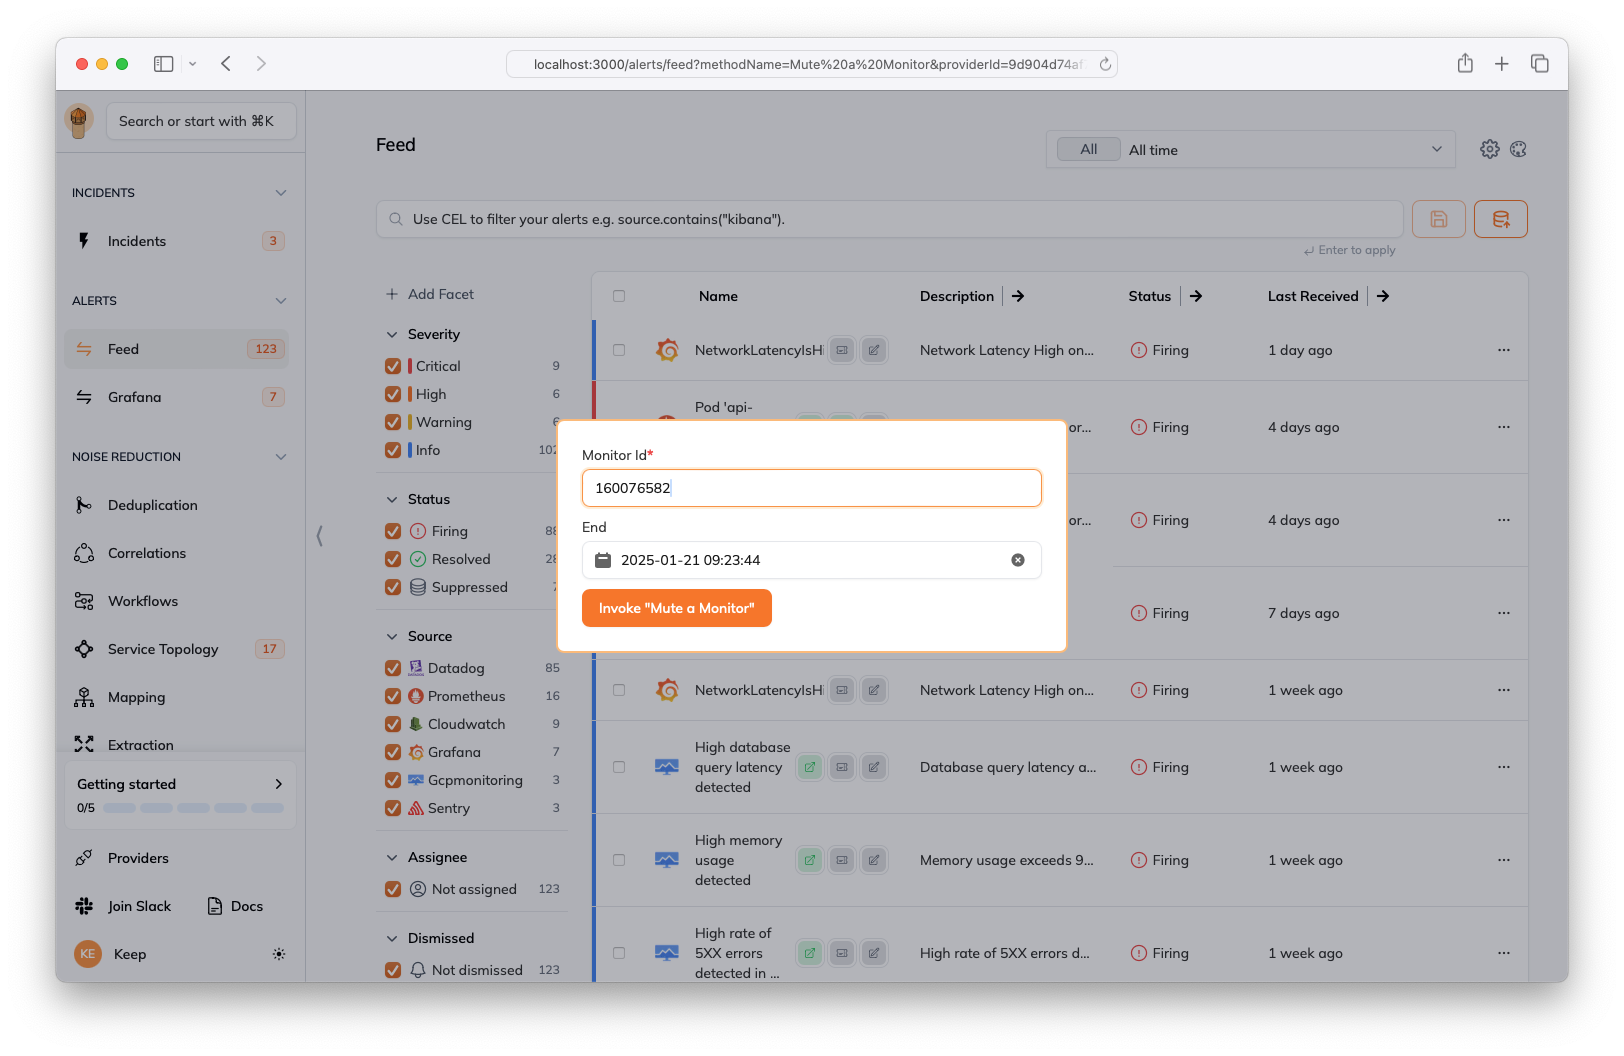 localhost:3000/alerts/feed?methodName=Mute%20a%20Monitor&providerId=9d904d74af
Search or start with ⌘K
INCIDENTS
Incidents 3
ALERTS
Feed 123
Grafana 7
NOISE REDUCTION
Deduplication
Correlations
Workflows
Service Topology 17
Mapping
Extraction
Getting started
0/5
Providers
Join Slack Docs
KE Keep
Feed
All All time
Use CEL to filter your alerts e.g. source.contains("kibana").
Enter to apply
Add Facet
Severity
Critical 9
High 6
Warning 6
Info 102
Status
Firing 88
Resolved 28
Suppressed
Source
Datadog 85
Prometheus 16
Cloudwatch 9
Grafana 7
Gcpmonitoring 3
Sentry 3
Assignee
Not assigned 123
Dismissed
Not dismissed 123
Name Description Status Last Received
NetworkLatencyIsHi Network Latency High on... Firing 1 day ago
Pod 'api-
or... Firing 4 days ago
or... Firing 4 days ago
Firing 7 days ago
NetworkLatencyIsHi Network Latency High on... Firing 1 week ago
High database
query latency
detected
Database query latency a... Firing 1 week ago
High memory
usage
detected
Memory usage exceeds 9... Firing 1 week ago
High rate of
5XX errors
detected in ...
High rate of 5XX errors d... Firing 1 week ago
Monitor Id*
160076582
End
2025-01-21 09:23:44
Invoke "Mute a Monitor"